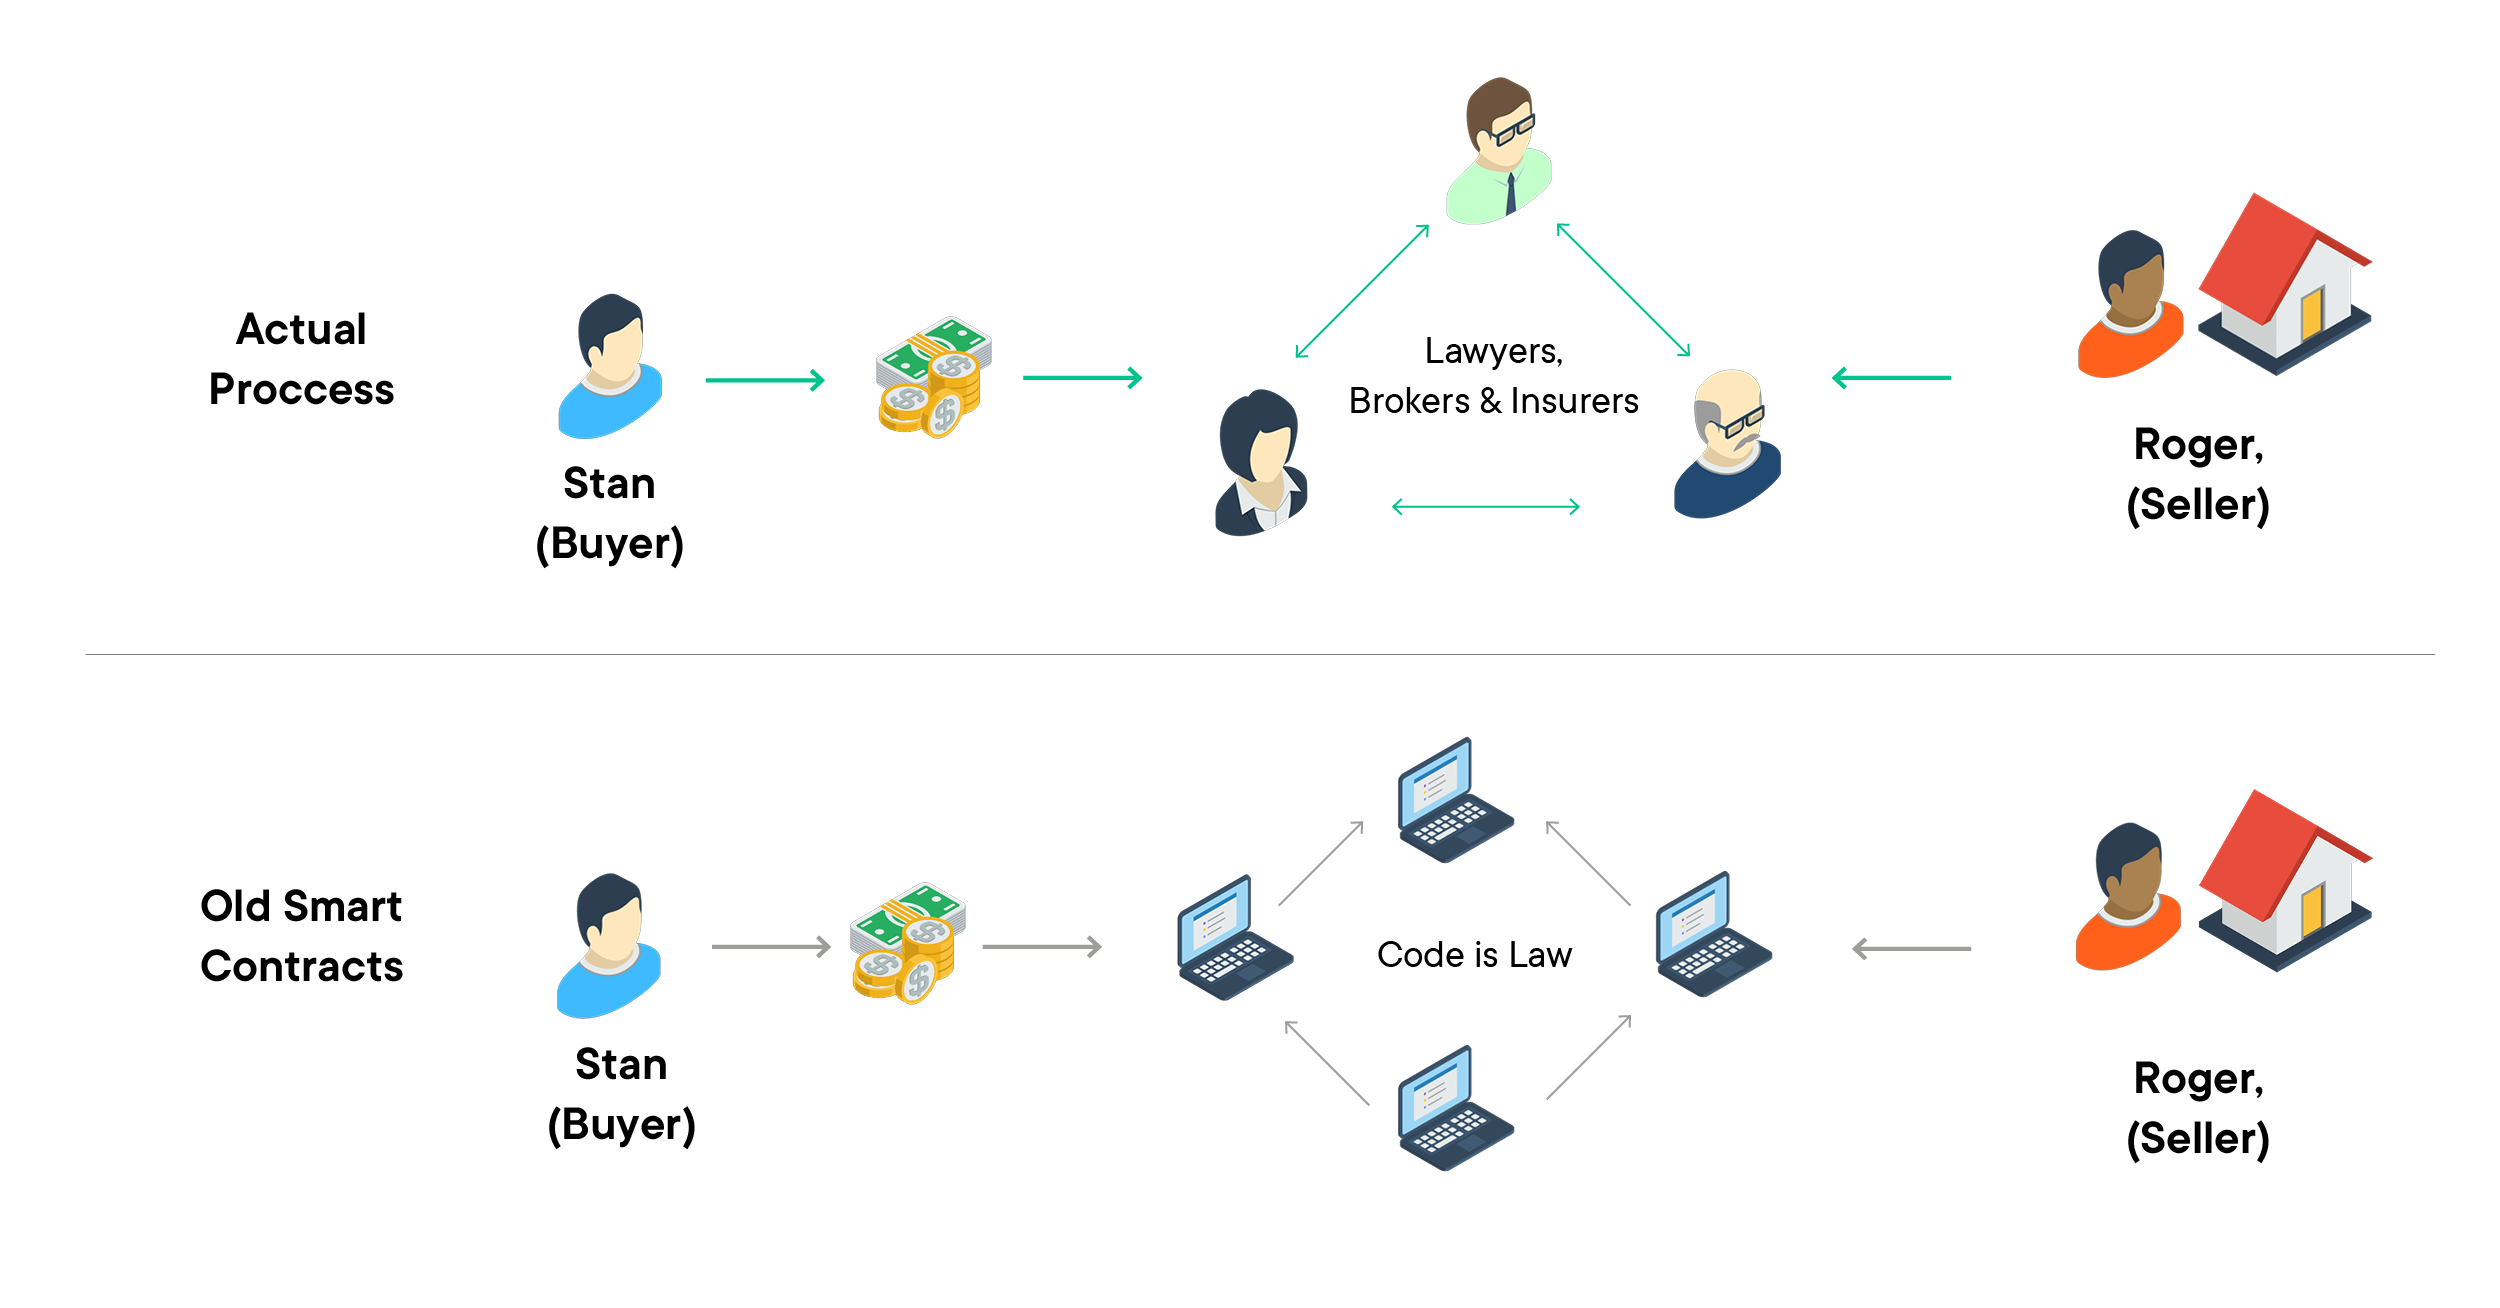 Actual
Proccess
Stan
(Buyer)
Lawyers,
Brokers & Insurers
Roger,
(Seller)
Old Smart
Contracts
Stan
(Buyer)
Code is Law
Roger,
(Seller)